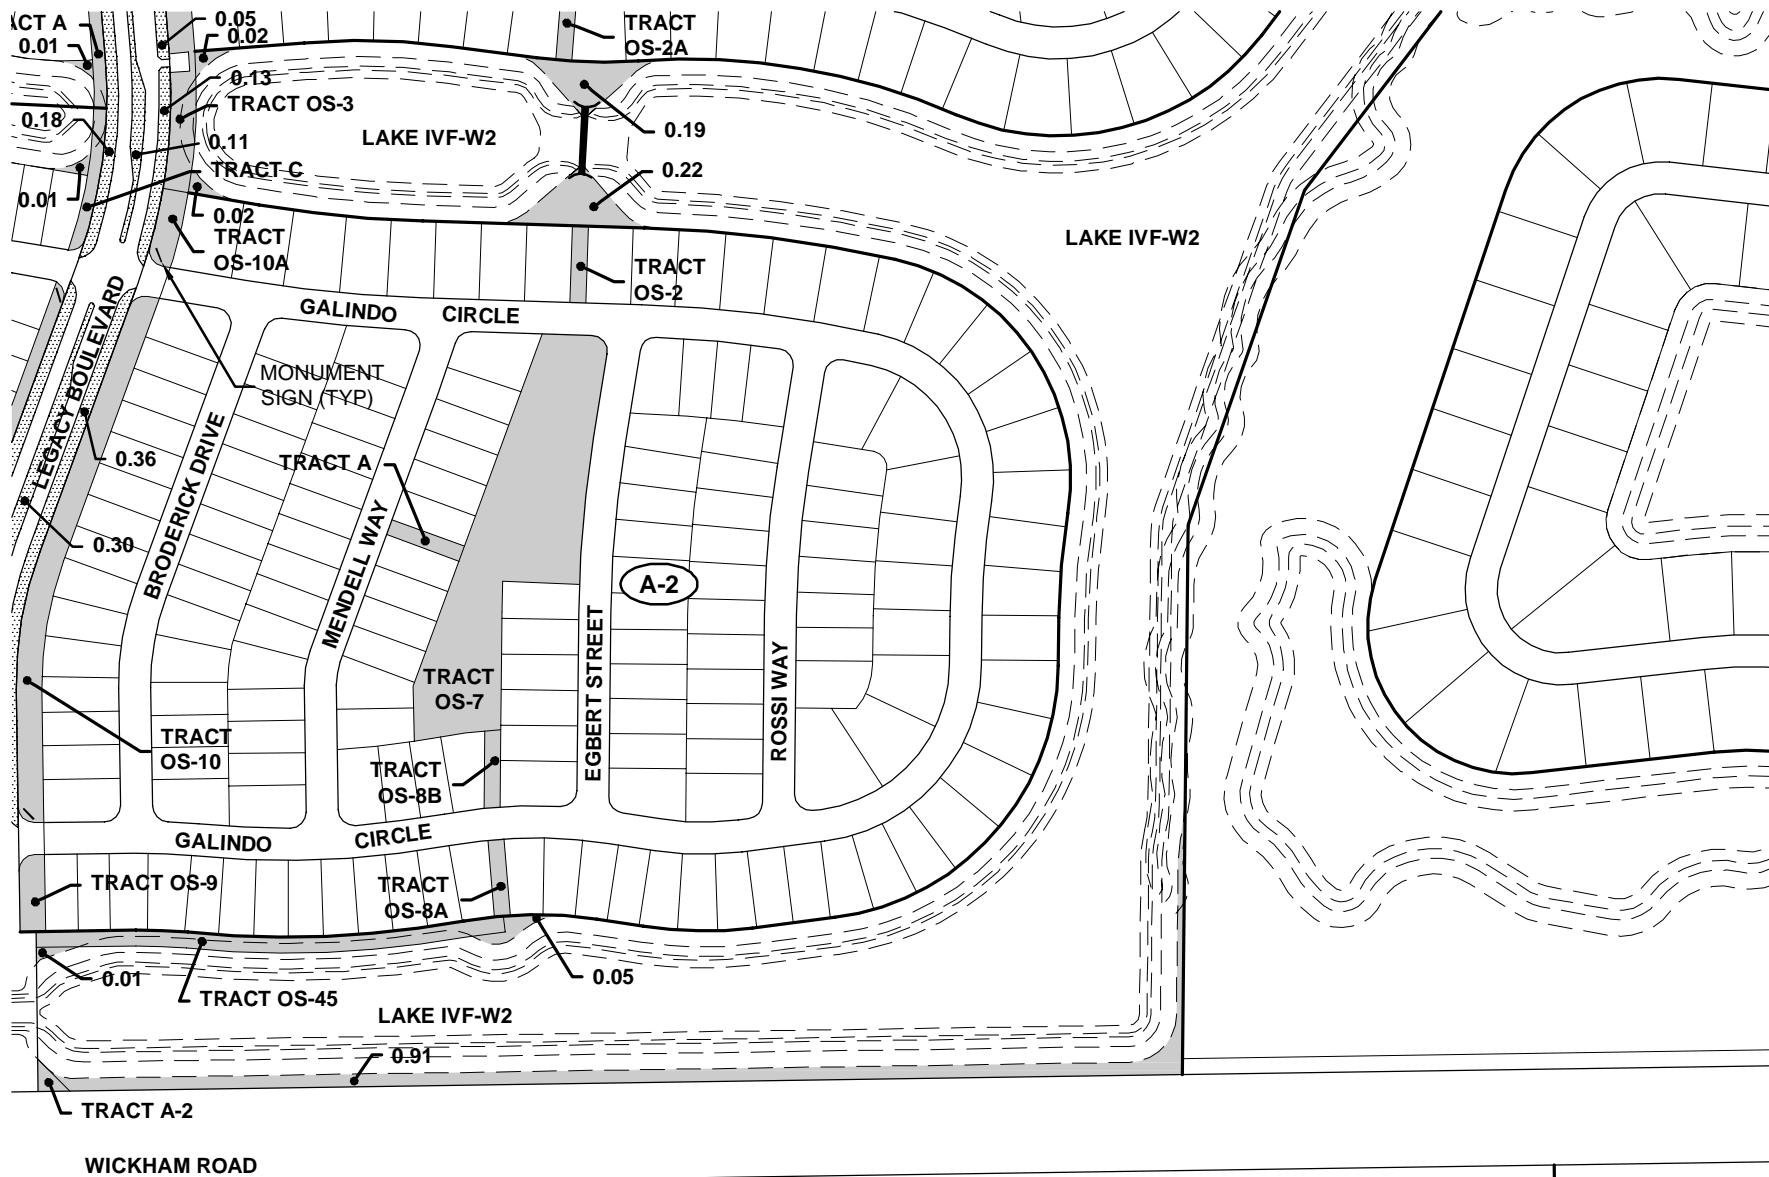 ACT A
0.01
0.05
0.02
TRACT
OS-2A
0.13
TRACT OS-3
0.18
0.11
LAKE IVF-W2
0.19
TRACT C
0.22
0.01
0.02
TRACT
OS-10A
LAKE IVF-W2
TRACT
OS-2
GALINDO CIRCLE
LEGACY BOULEVARD
MONUMENT
SIGN (TYP)
0.36
BRODERICK DRIVE
TRACT A
MENDELL WAY
0.30
A-2
EGBERT STREET
ROSSI WAY
TRACT
OS-7
TRACT
OS-10
TRACT
OS-8B
GALINDO CIRCLE
TRACT OS-9
TRACT
OS-8A
0.01
0.05
TRACT OS-45
LAKE IVF-W2
0.91
TRACT A-2
WICKHAM ROAD